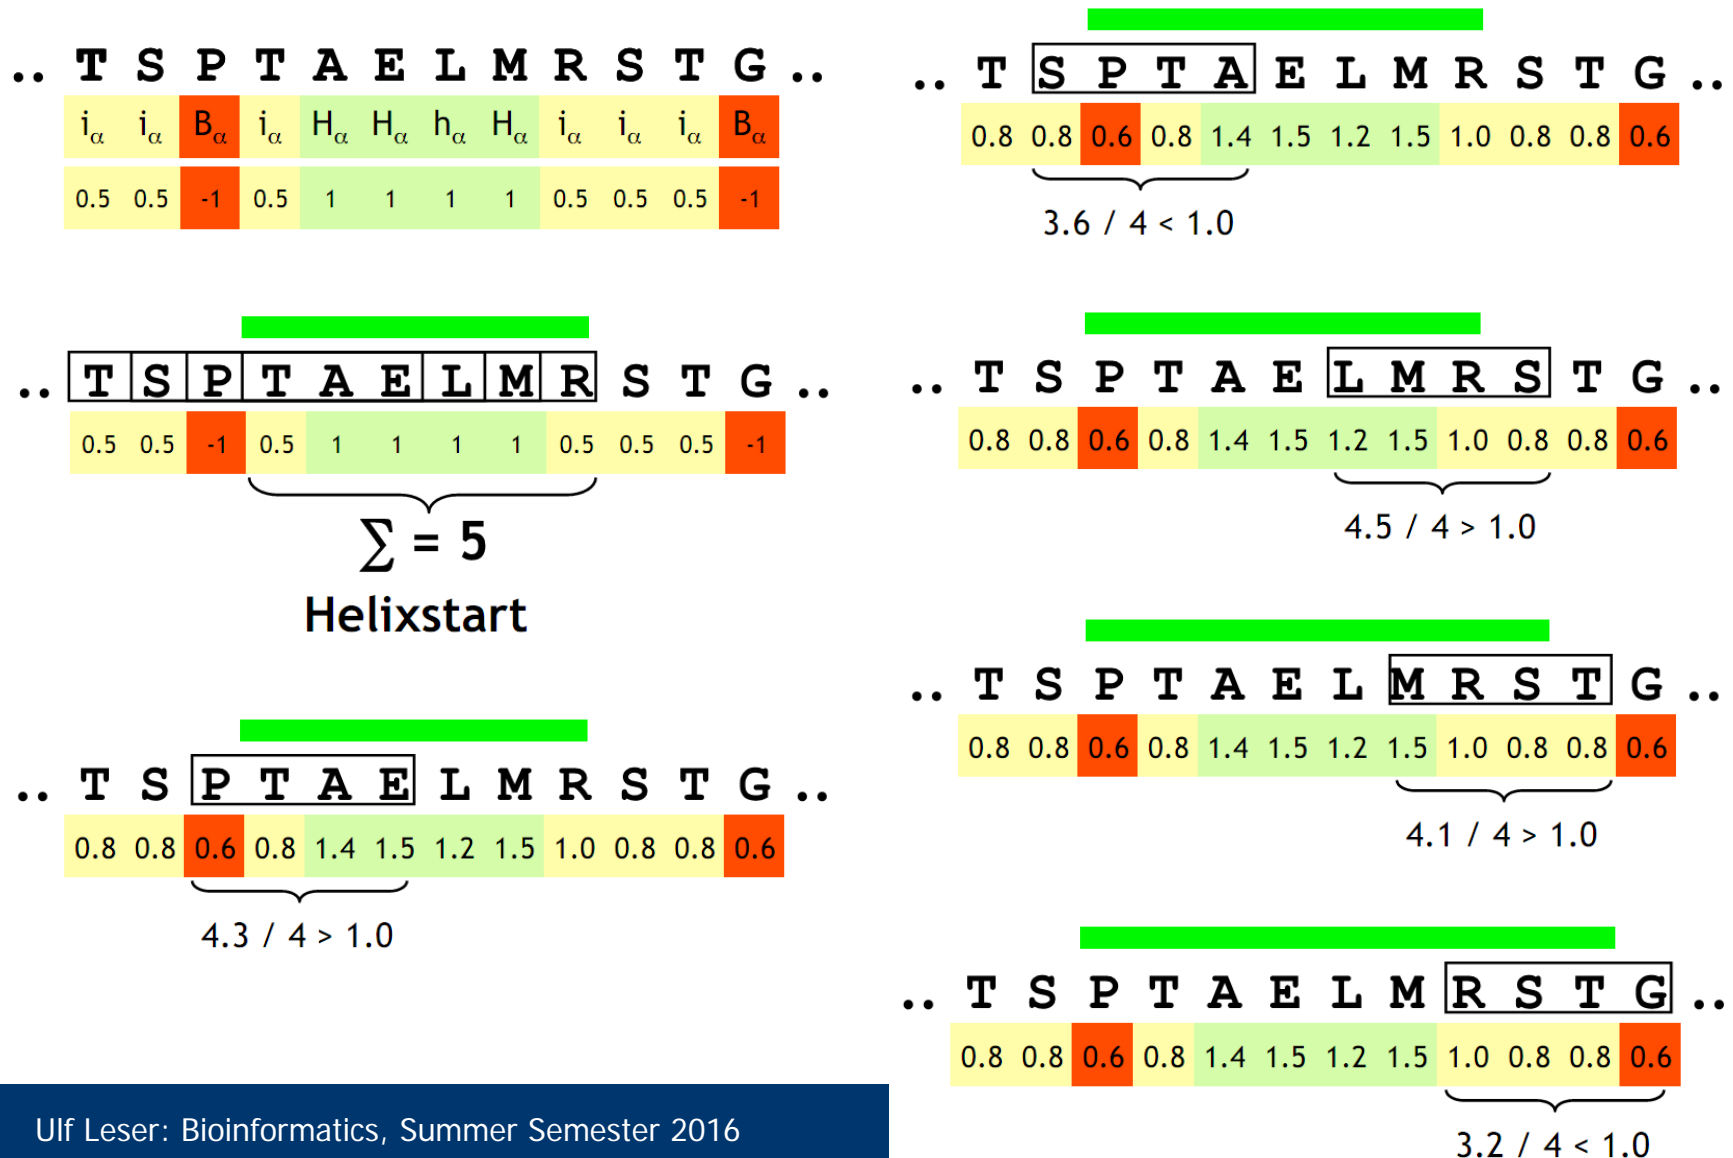 .. T S P T A E L M R S T G ..
iα iα Bα iα Hα Hα hα Hα iα iα iα Bα
0.5 0.5 -1 0.5 1 1 1 1 0.5 0.5 0.5 -1
.. T S P T A E L M R S T G ..
0.5 0.5 -1 0.5 1 1 1 1 0.5 0.5 0.5 -1
∑ = 5
Helixstart
.. T S P T A E L M R S T G ..
0.8 0.8 0.6 0.8 1.4 1.5 1.2 1.5 1.0 0.8 0.8 0.6
4.3 / 4 > 1.0
Ulf Leser: Bioinformatics, Summer Semester 2016
.. T S P T A E L M R S T G ..
0.8 0.8 0.6 0.8 1.4 1.5 1.2 1.5 1.0 0.8 0.8 0.6
3.6 / 4 < 1.0
.. T S P T A E L M R S T G ..
0.8 0.8 0.6 0.8 1.4 1.5 1.2 1.5 1.0 0.8 0.8 0.6
4.5 / 4 > 1.0
.. T S P T A E L M R S T G ..
0.8 0.8 0.6 0.8 1.4 1.5 1.2 1.5 1.0 0.8 0.8 0.6
4.1 / 4 > 1.0
.. T S P T A E L M R S T G ..
0.8 0.8 0.6 0.8 1.4 1.5 1.2 1.5 1.0 0.8 0.8 0.6
3.2 / 4 < 1.0